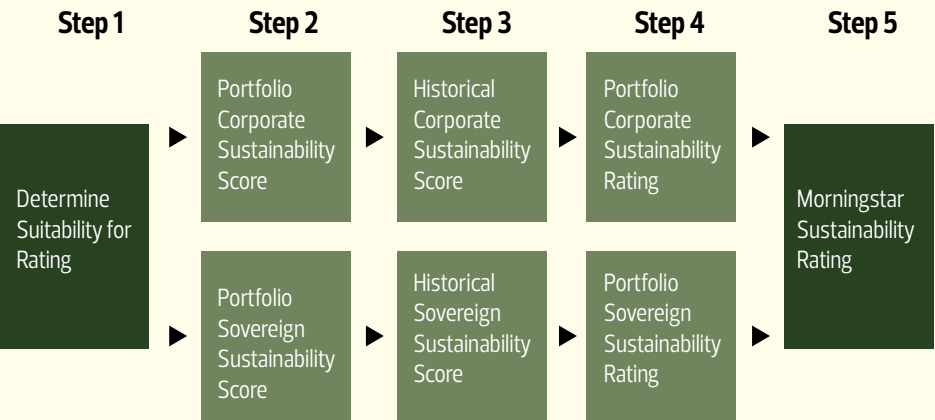 Step 1
Step 2
Step 3
Step 4
Step 5
Determine
Suitability for
Rating
Portfolio
Corporate
Sustainability
Score
Historical
Corporate
Sustainability
Score
Portfolio
Corporate
Sustainability
Rating
Portfolio
Sovereign
Sustainability
Score
Historical
Sovereign
Sustainability
Score
Portfolio
Sovereign
Sustainability
Rating
Morningstar
Sustainability
Rating